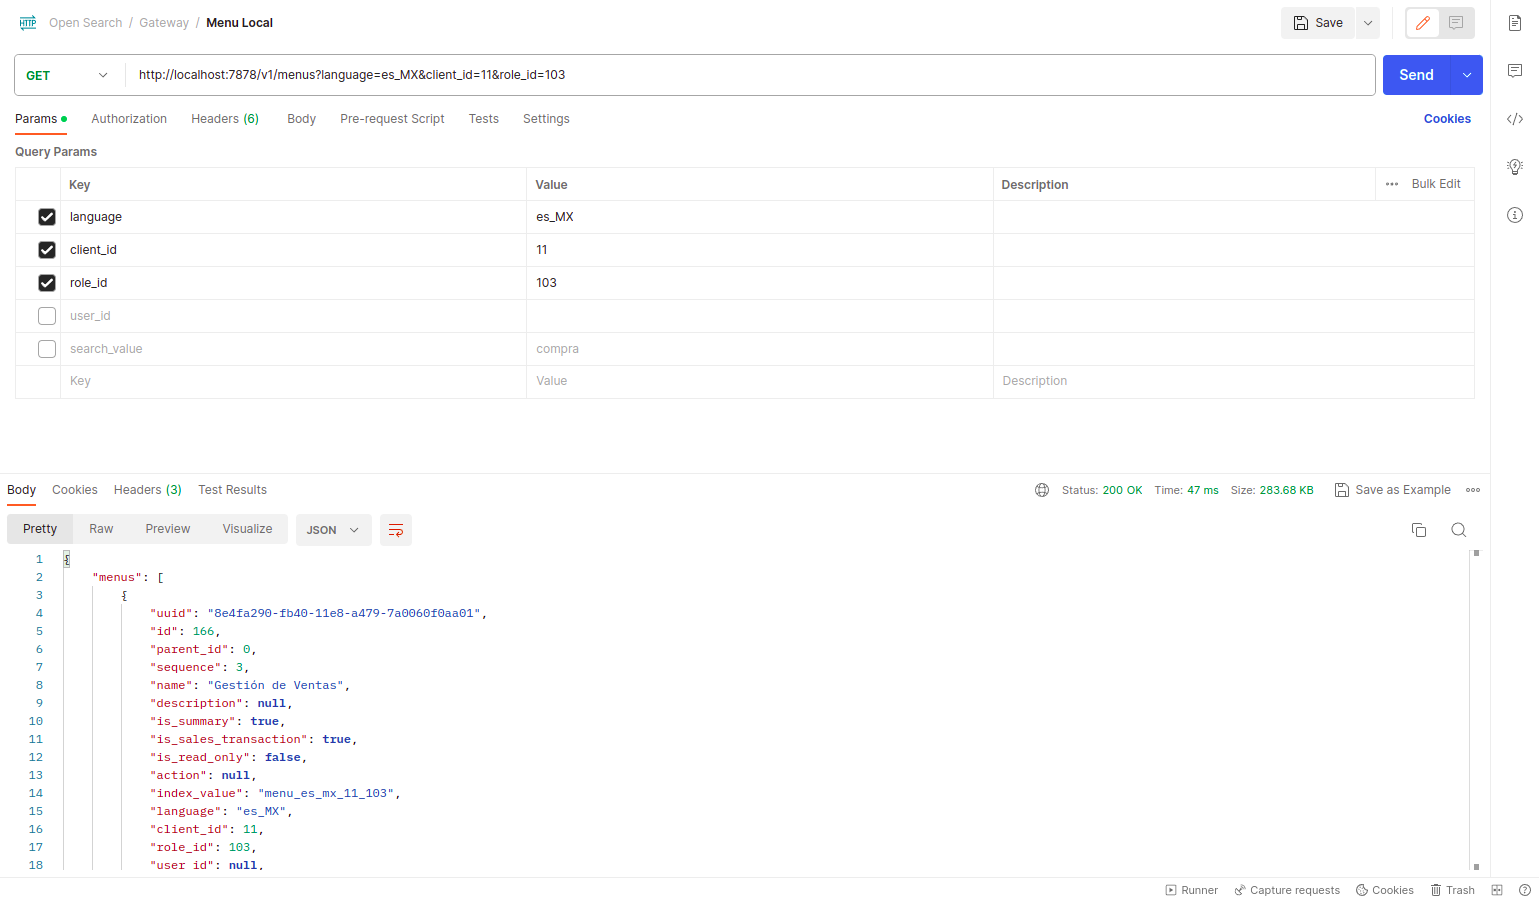 HTTP Open Search / Gateway / Menu Local Save
GET http://localhost:7878/v1/menus?language=es_MX&client_id=11&role_id=103 Send
Params Authorization Headers (6) Body Pre-request Script Tests Settings Cookies
Query Params
Key Value Description Bulk Edit
language es_MX
client_id 11
role_id 103
user_id
search_value compra
Key Value Description
Body Cookies Headers (3) Test Results Status: 200 OK Time: 47 ms Size: 283.68 KB Save as Example
Pretty Raw Preview Visualize JSON
1 {
2 "menus": [
3 {
4 "uuid": "8e4fa290-fb40-11e8-a479-7a0060f0aa01",
5 "id": 166,
6 "parent_id": 0,
7 "sequence": 3,
8 "name": "Gestión de Ventas",
9 "description": null,
10 "is_summary": true,
11 "is_sales_transaction": true,
12 "is_read_only": false,
13 "action": null,
14 "index_value": "menu_es_mx_11_103",
15 "language": "es_MX",
16 "client_id": 11,
17 "role_id": 103,
18 "user_id": null,
Runner Capture requests Cookies Trash